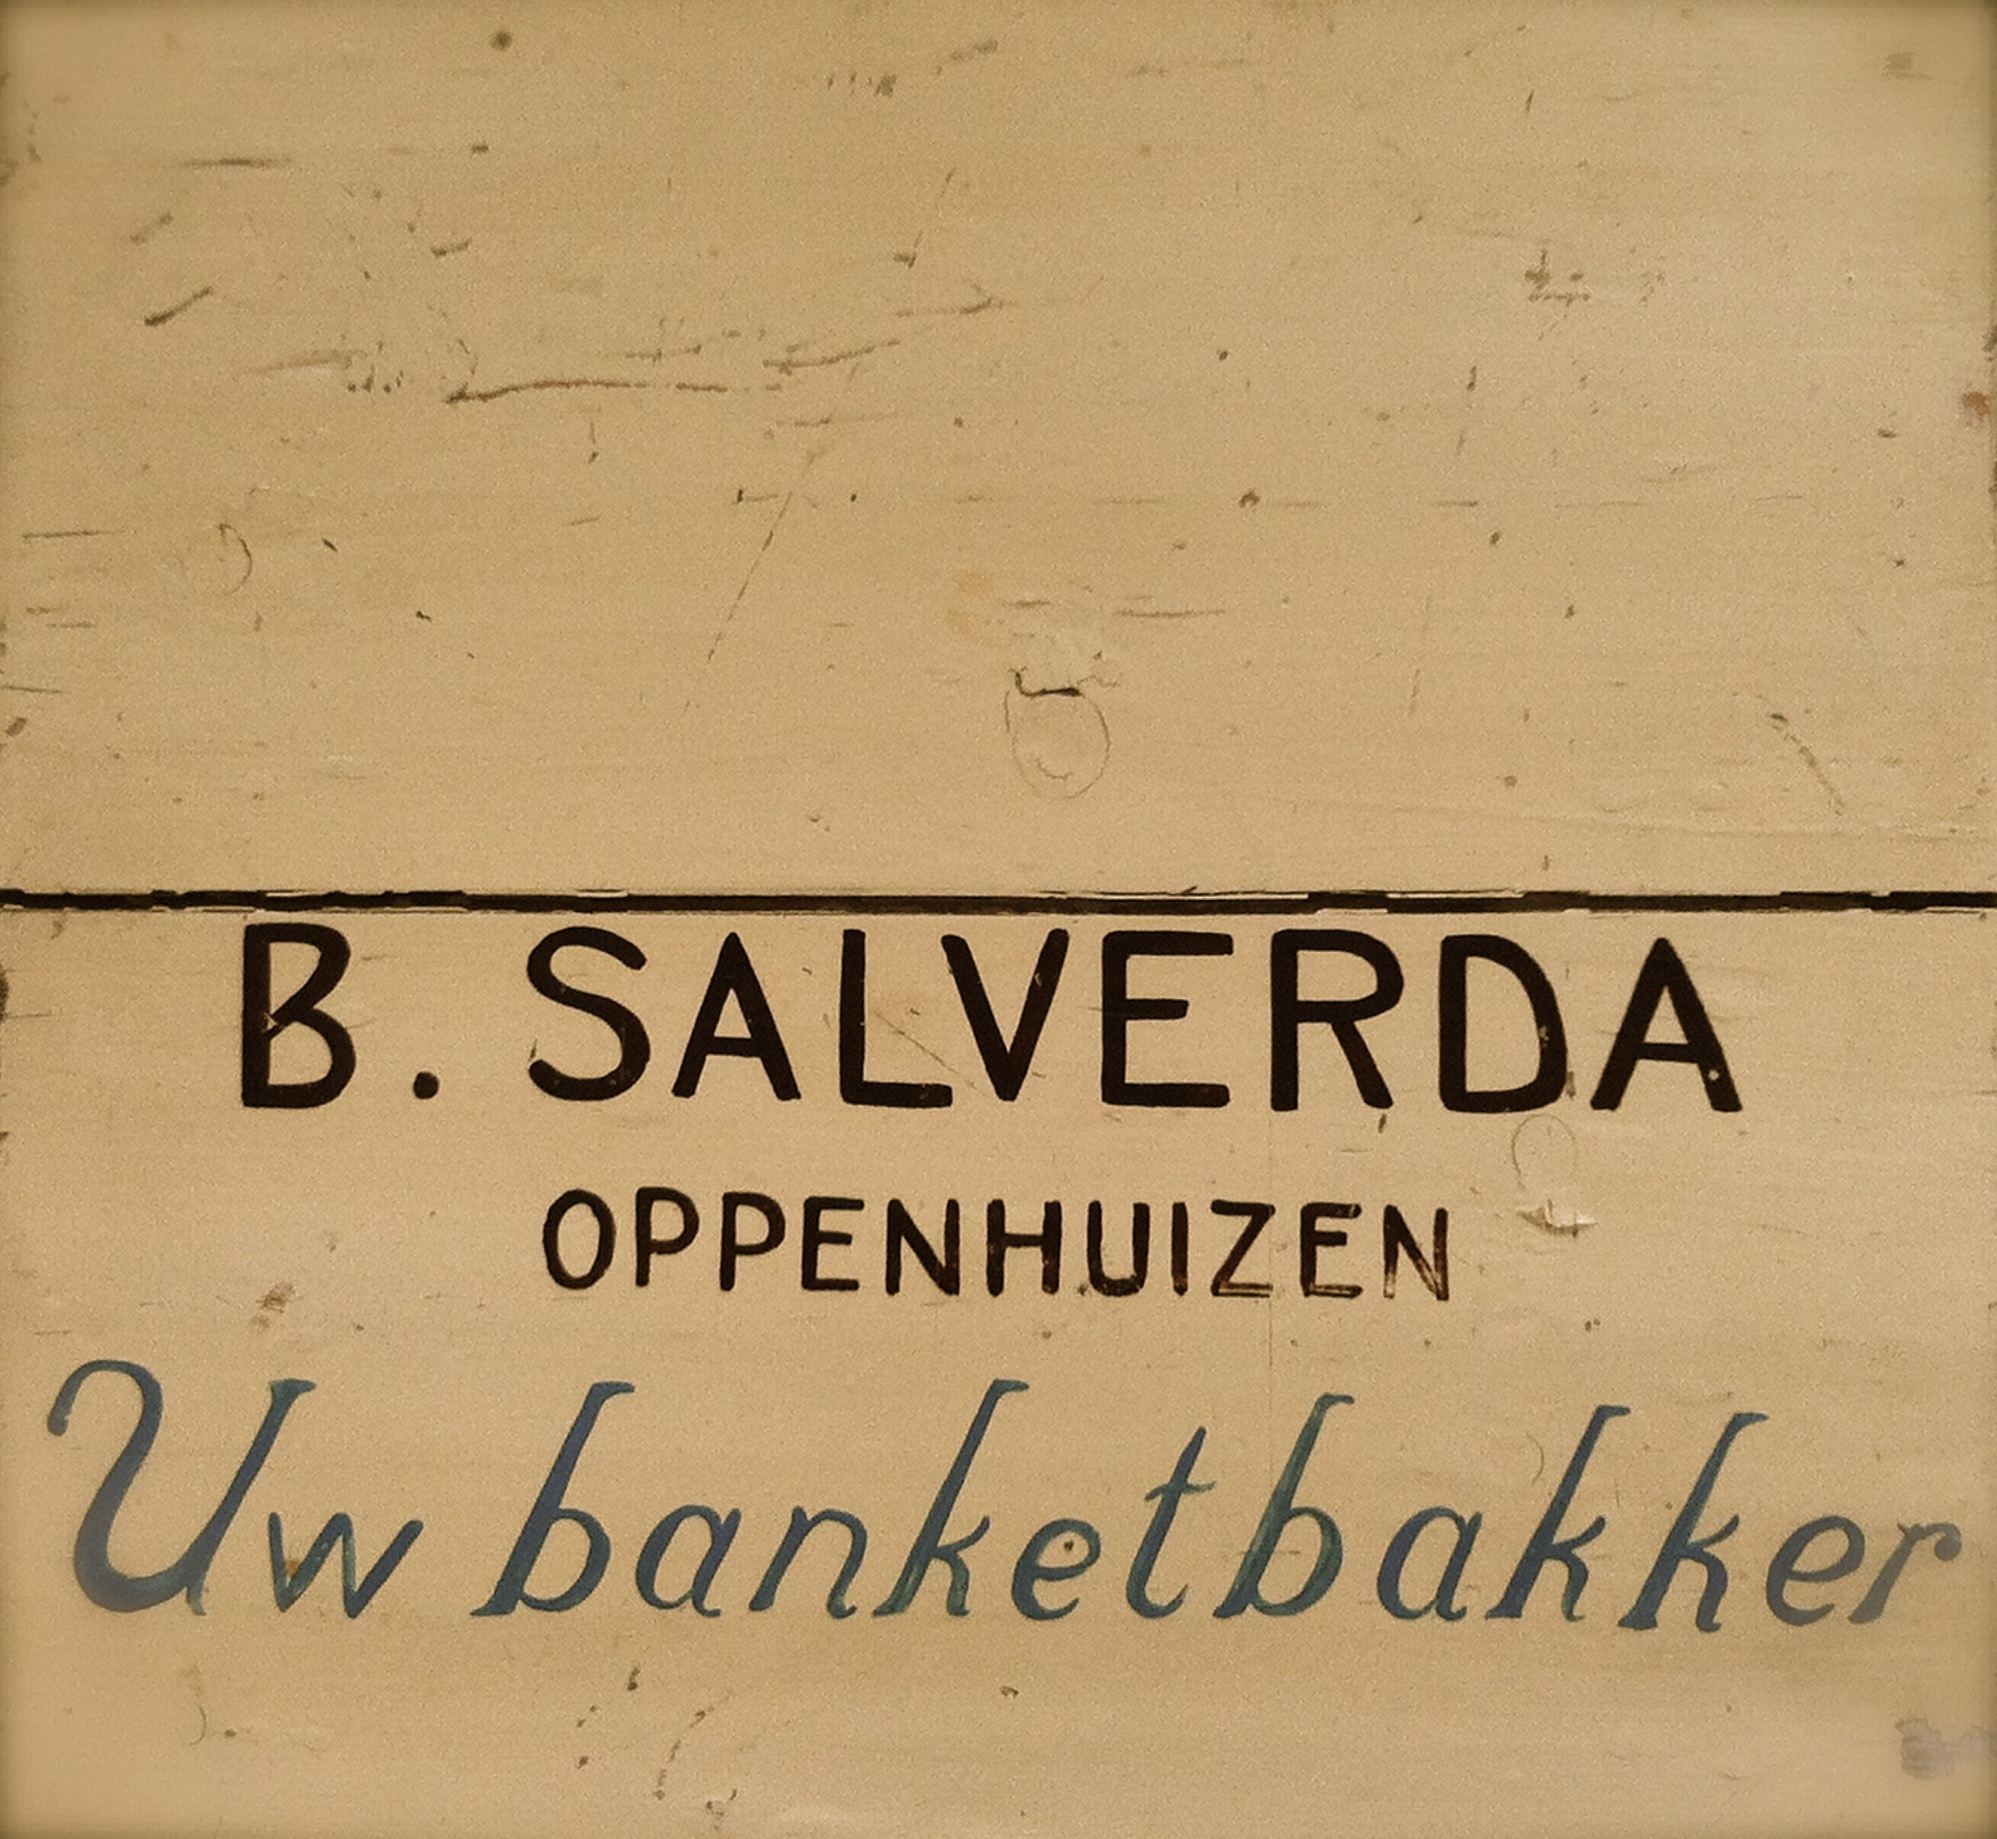 B. SALVERDA
OPPENHUIZEN
Uw banketbakker